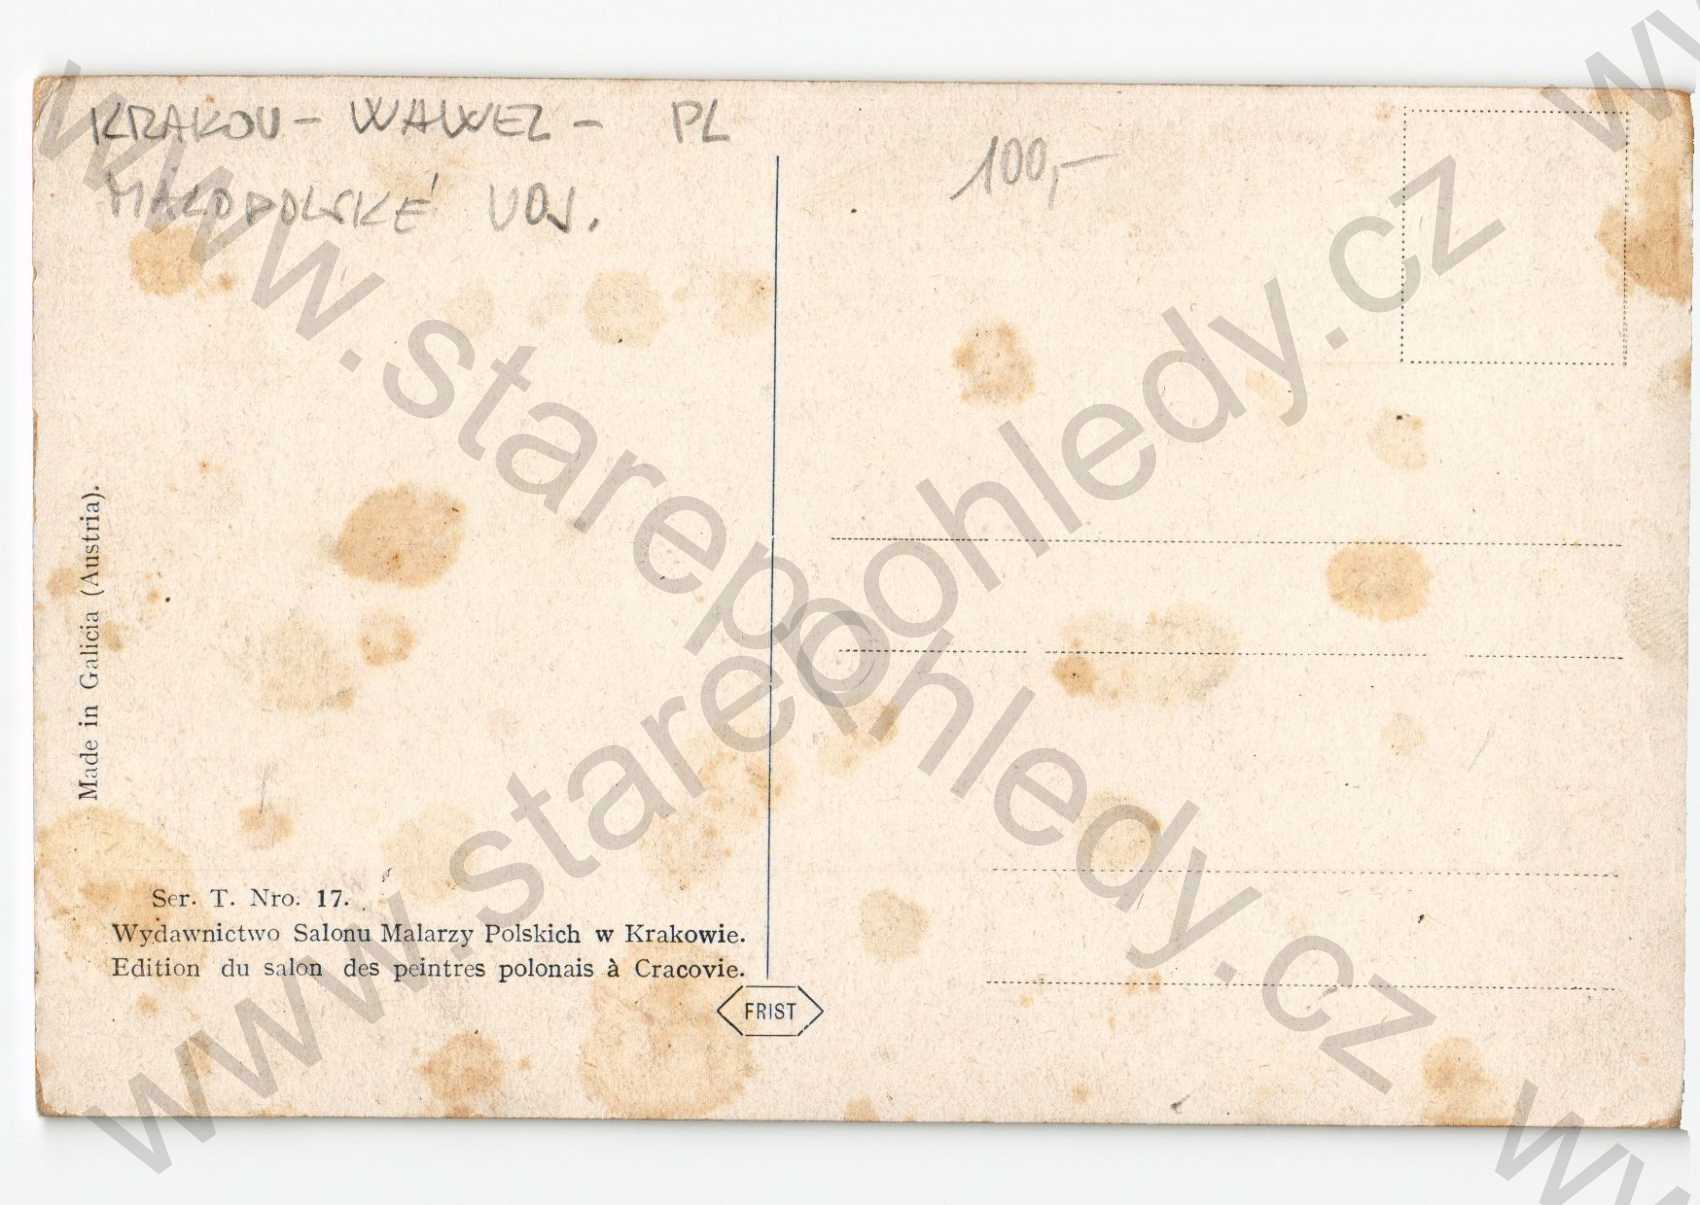 KRAKOV - WAWEL - PL
MALOPOLSKÉ VOJ.
100,-
Made in Galicia (Austria).
Ser. T. Nro. 17.
Wydawnictwo Salonu Malarzy Polskich w Krakowie.
Edition du salon des peintres polonais à Cracovie.
FRIST
www.starepohledy.cz
www.starepohledy.cz